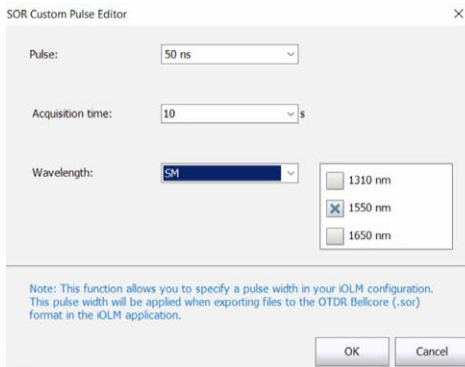 SOR Custom Pulse Editor
Pulse: 50 ns
Acquisition time: 10 s
Wavelength: SM
1310 nm
1550 nm
1650 nm
Note: This function allows you to specify a pulse width in your iOLM configuration.
This pulse width will be applied when exporting files to the OTDR Bellcore (.sor)
format in the iOLM application.
OK Cancel